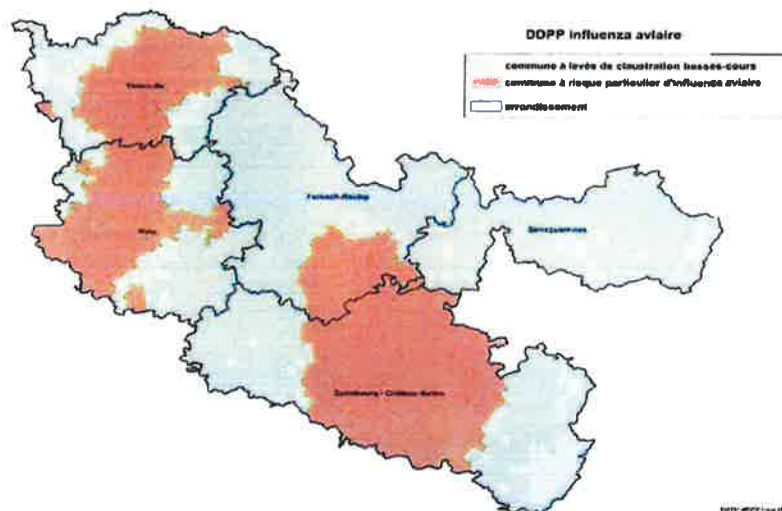 DDPP influenza aviaire
commune à levés de claustration basses-cours
commune à risque particulier d'influenza aviaire
arrondissement
Thionville
Forbach-Boulay
Sarreguemines
Metz
Sarrebourg - Château-Salins